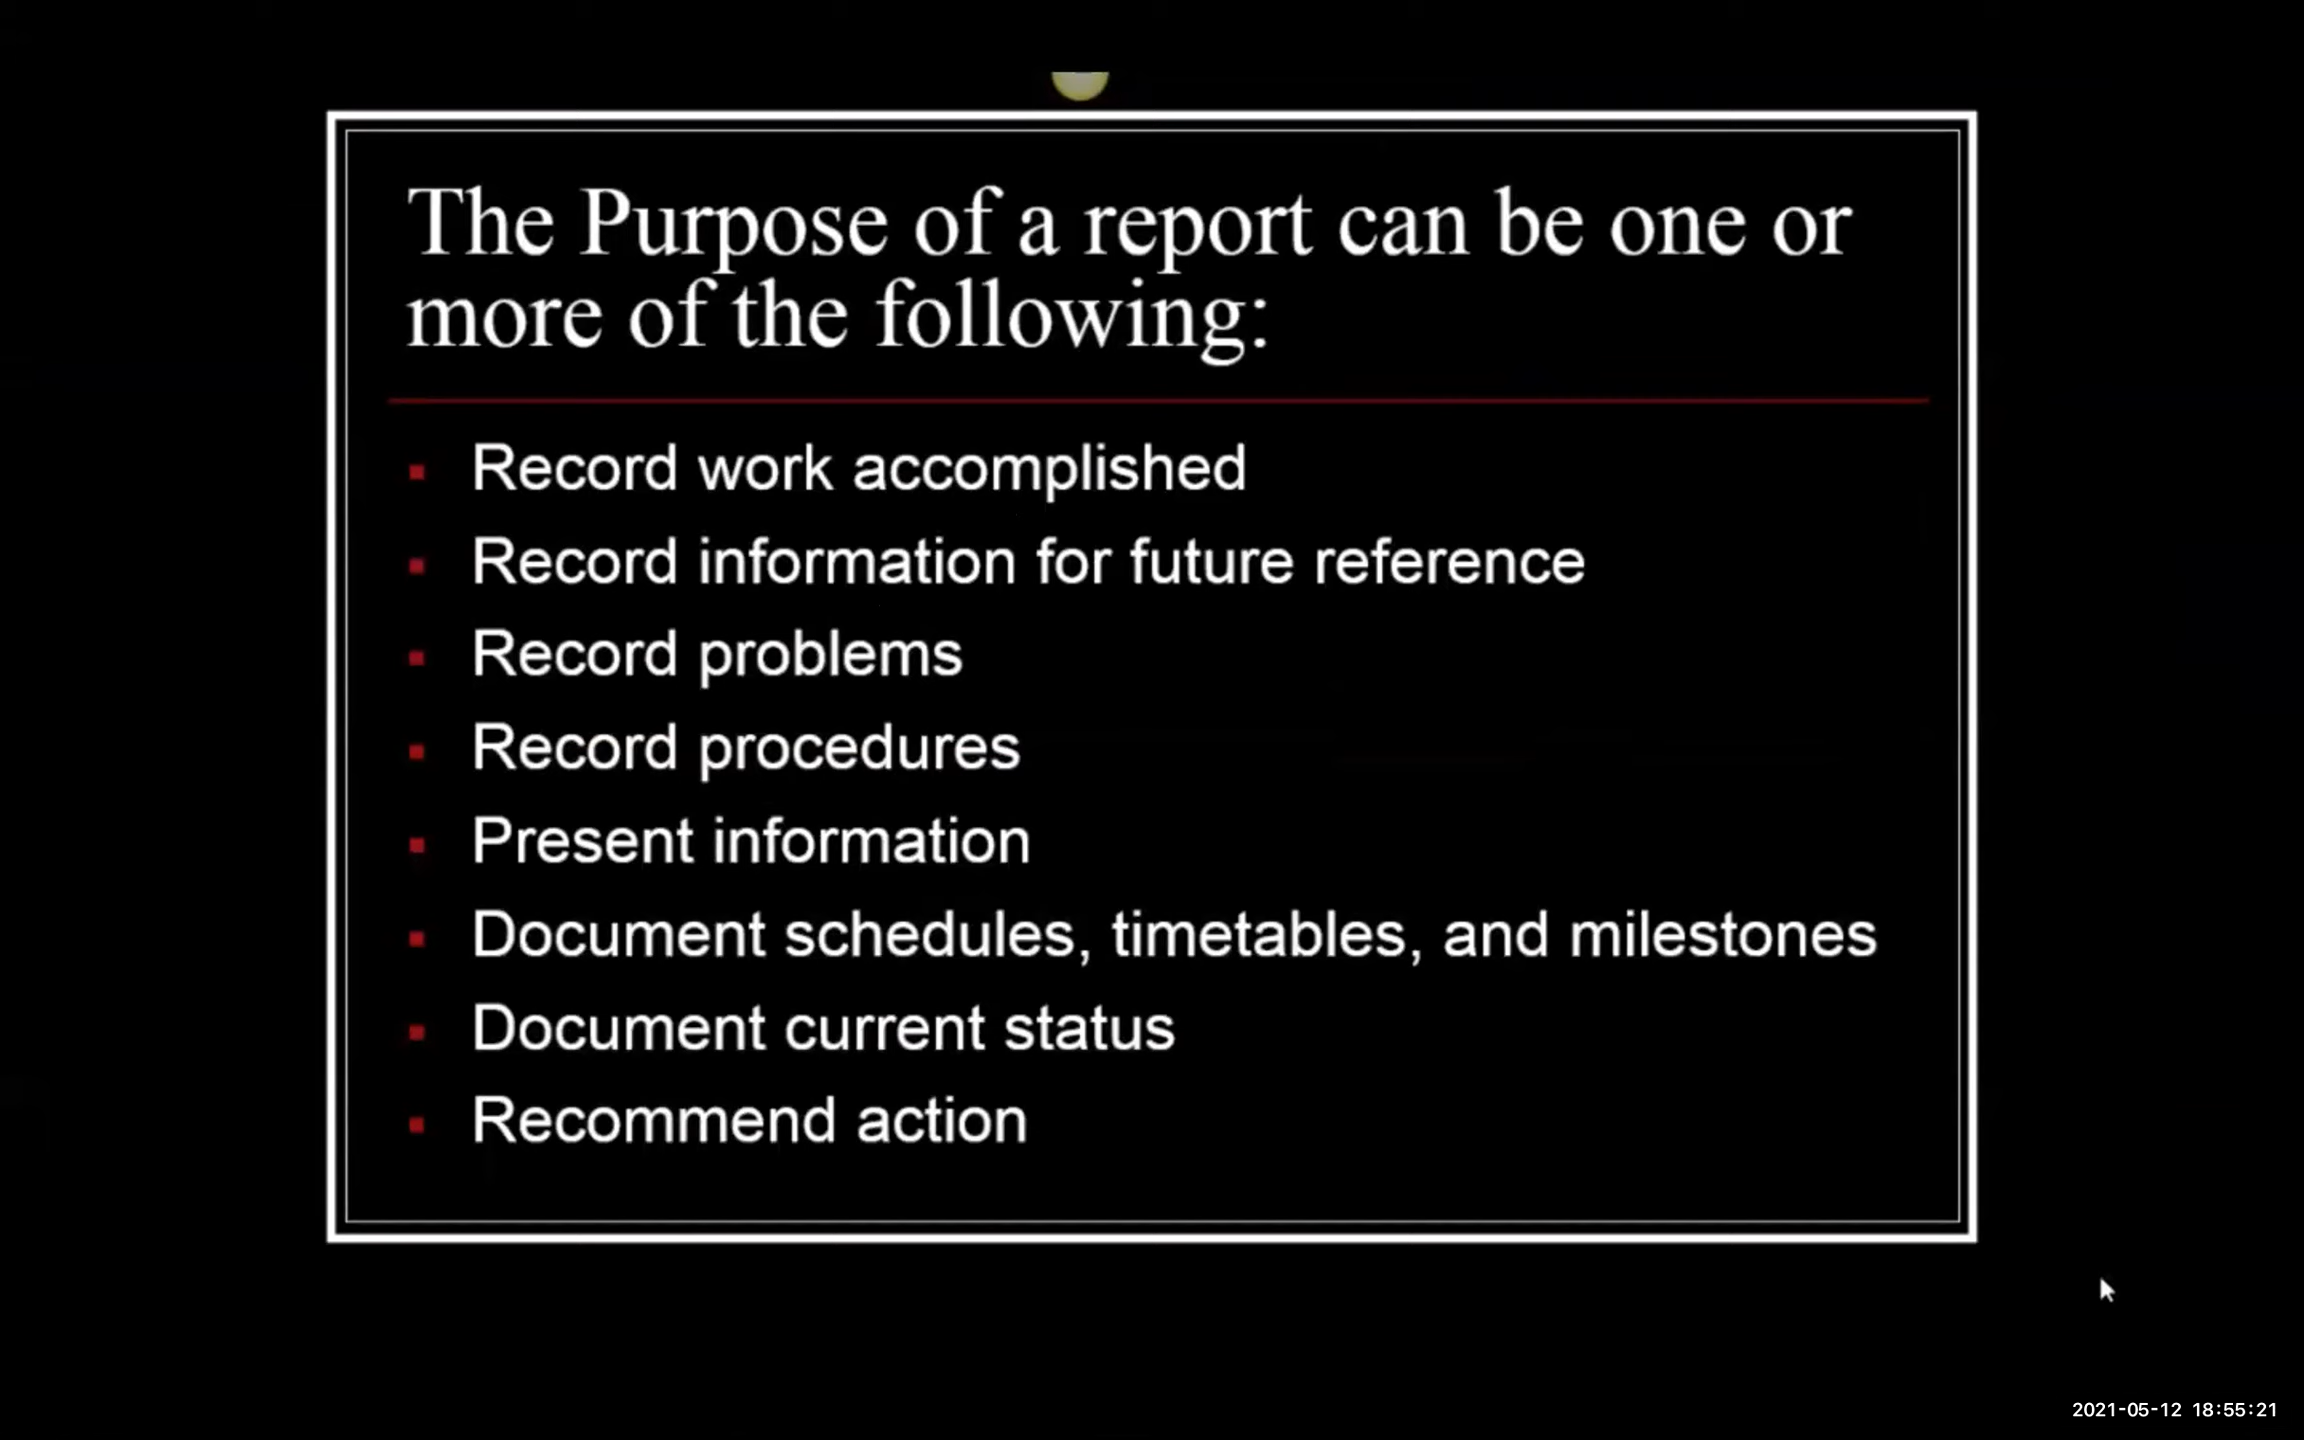 The Purpose of a report can be one or
more of the following:
Record work accomplished
Record information for future reference
Record problems
Record procedures
Present information
Document schedules, timetables, and milestones
Document current status
Recommend action
2021-05-12 18:55:21